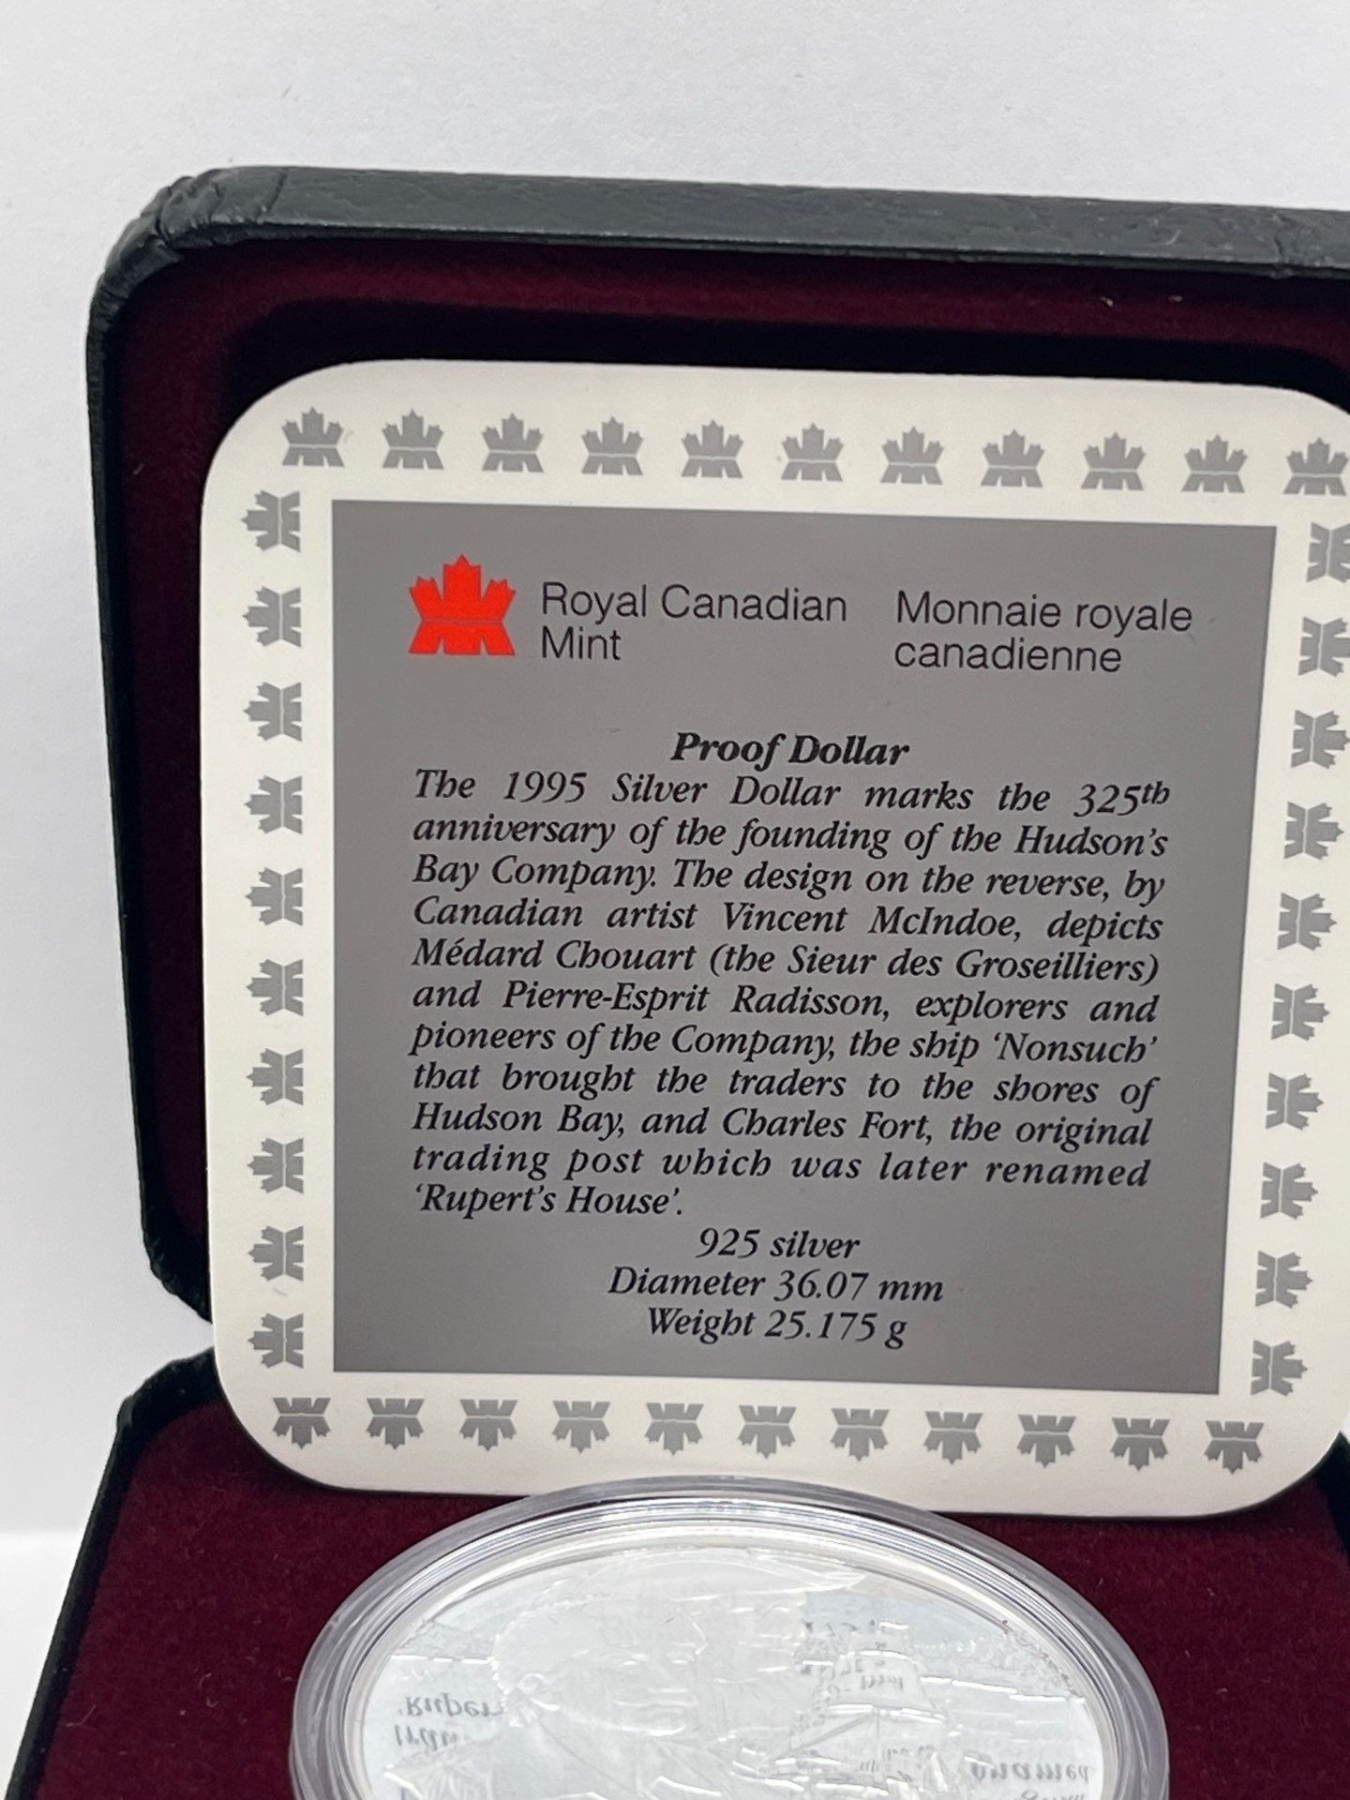 Royal Canadian Mint
Monnaie royale canadienne
Proof Dollar
The 1995 Silver Dollar marks the 325th
anniversary of the founding of the Hudson's
Bay Company. The design on the reverse, by
Canadian artist Vincent McIndoe, depicts
Médard Chouart (the Sieur des Groseilliers)
and Pierre-Esprit Radisson, explorers and
pioneers of the Company, the ship ‘Nonsuch’
that brought the traders to the shores of
Hudson Bay, and Charles Fort, the original
trading post which was later renamed
‘Rupert's House’.
925 silver
Diameter 36.07 mm
Weight 25.175 g